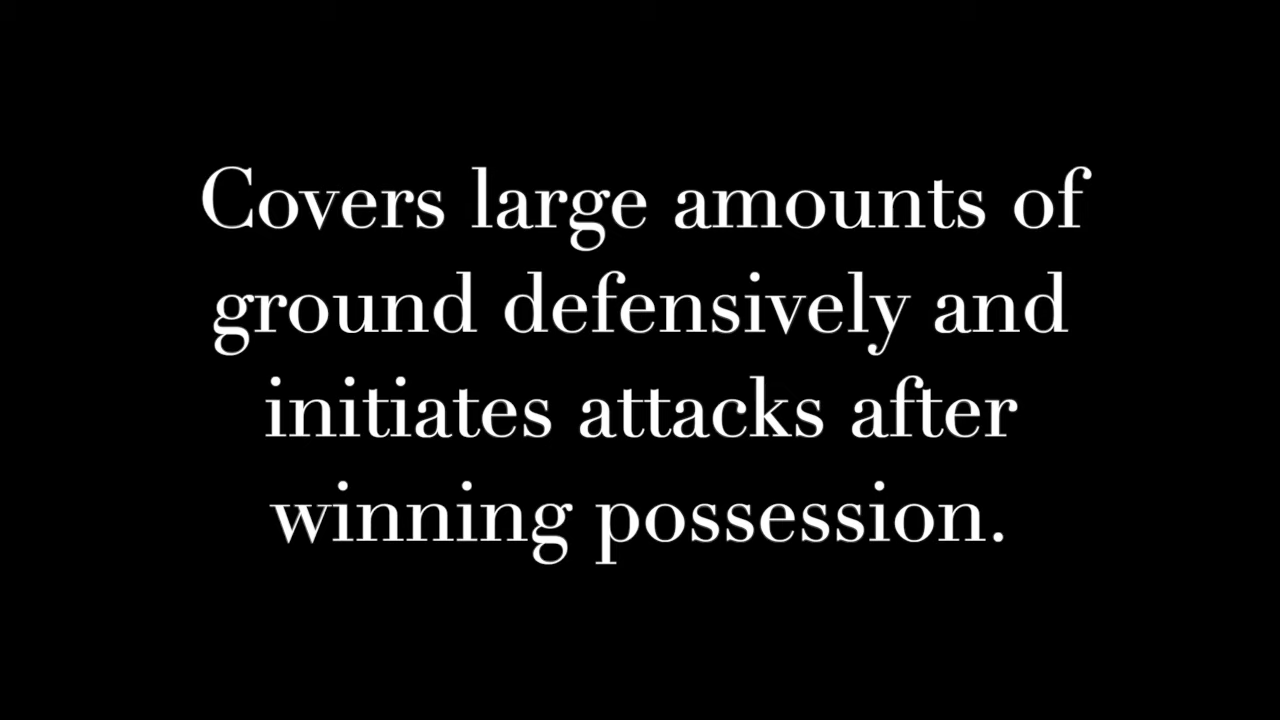 Covers large amounts of
ground defensively and
initiates attacks after
winning possession.